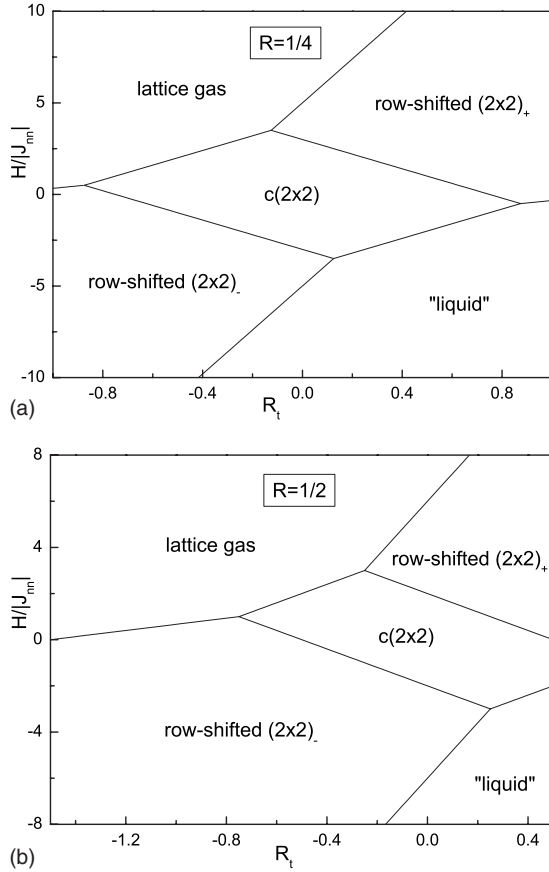 R=1/4
lattice gas
row-shifted (2x2)+
c(2x2)
row-shifted (2x2)-
"liquid"
H/|Jnn|
10
5
0
-5
-10
-0.8
-0.4
0.0
0.4
0.8
Rt
(a)
R=1/2
lattice gas
row-shifted (2x2)+
c(2x2)
row-shifted (2x2)-
"liquid"
H/|Jnn|
8
4
0
-4
-8
-1.2
-0.8
-0.4
0.0
0.4
Rt
(b)